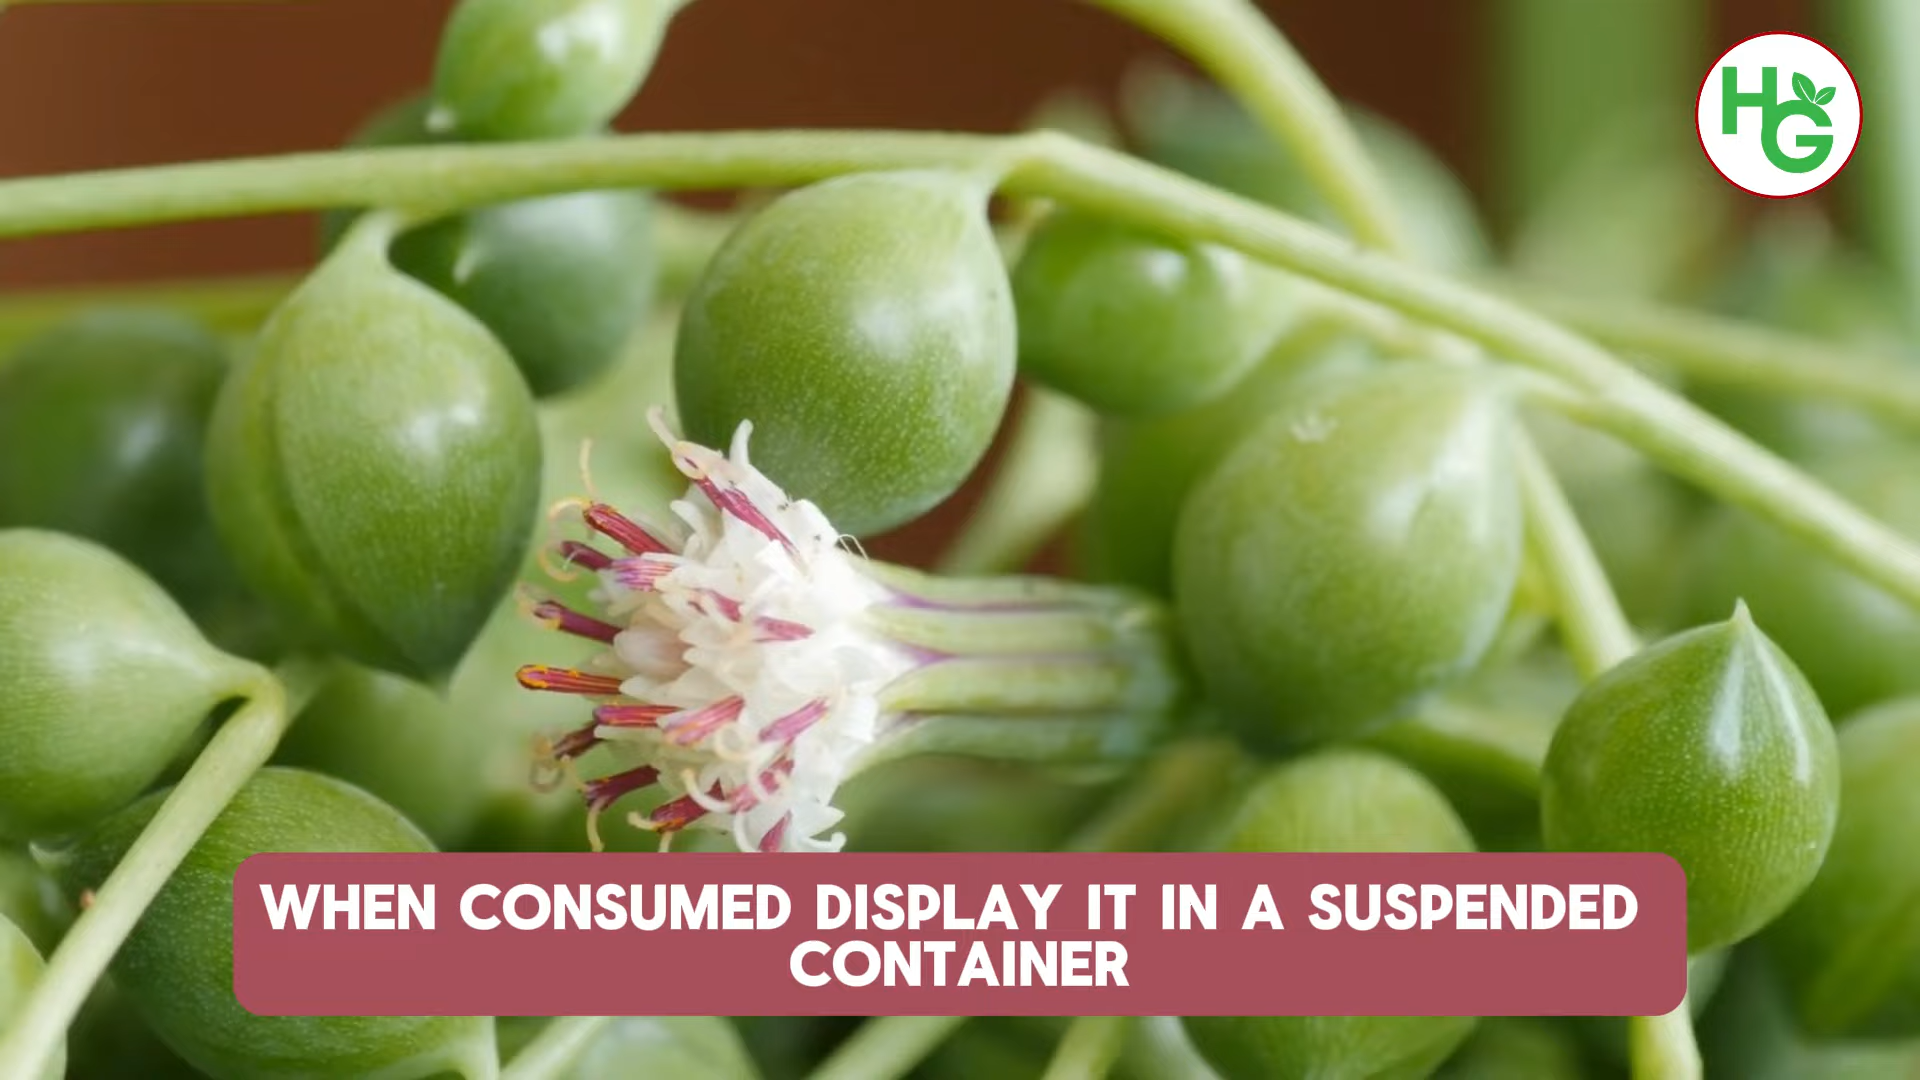 HG
WHEN CONSUMED DISPLAY IT IN A SUSPENDED
CONTAINER